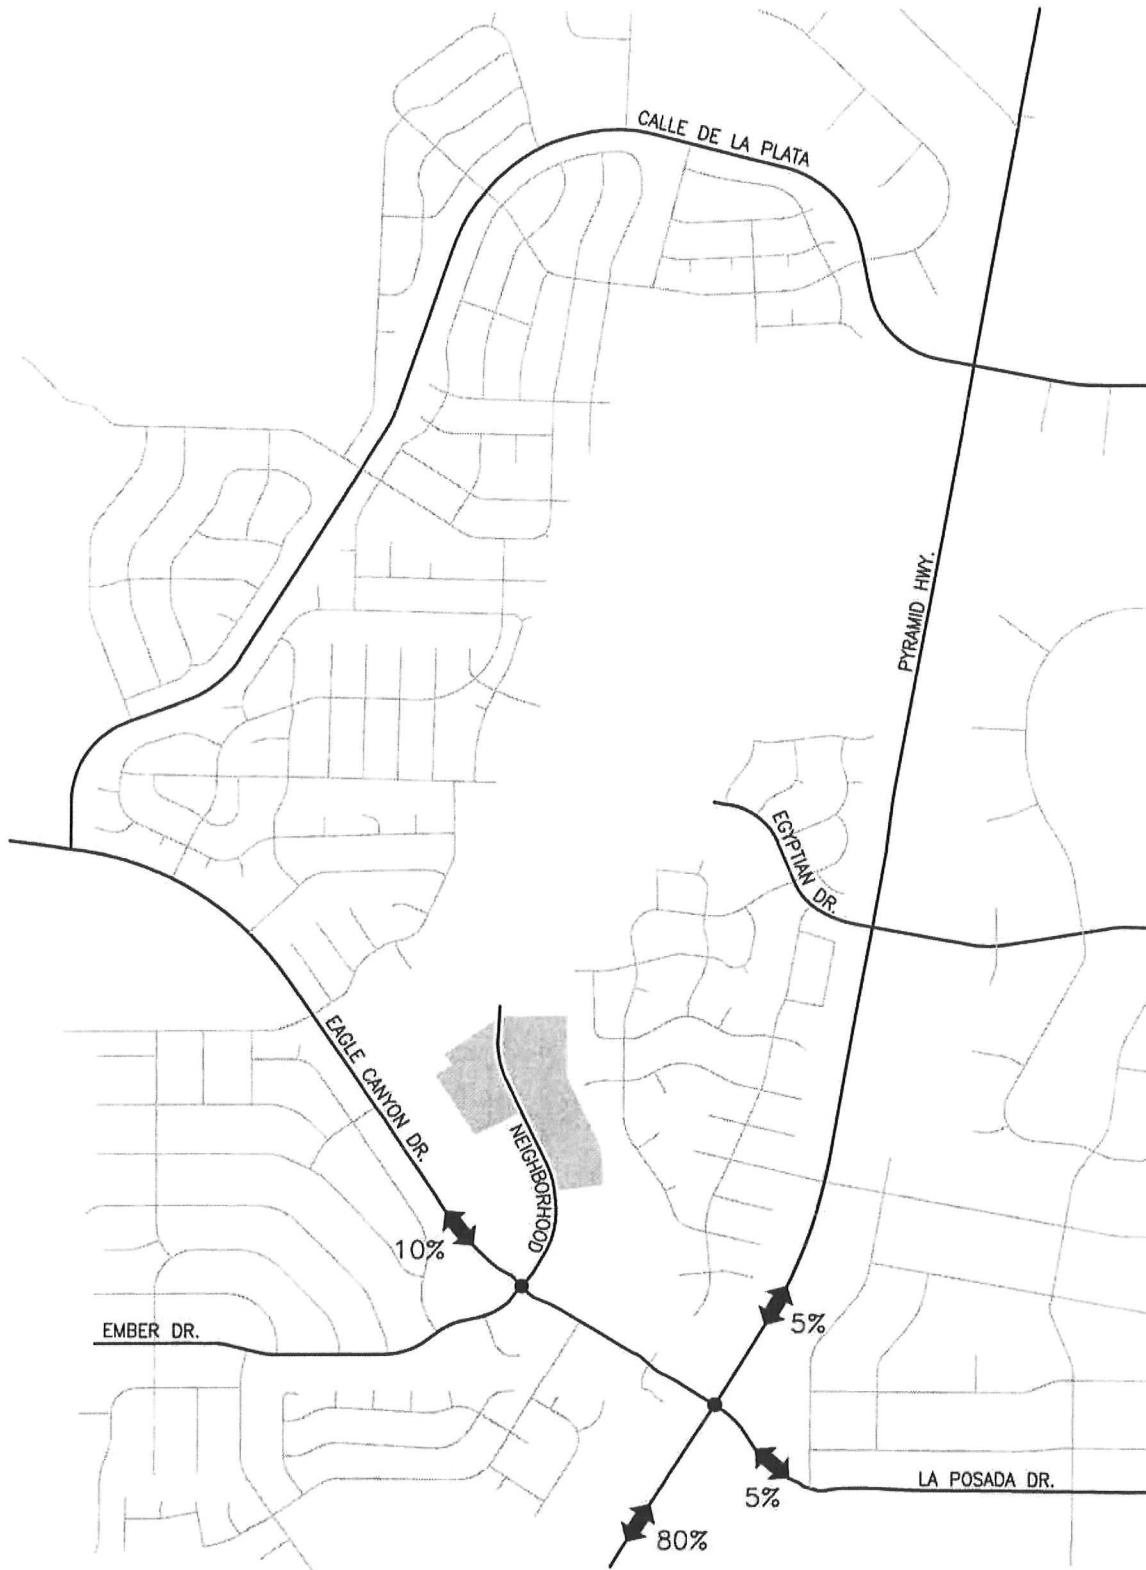 CALLE DE LA PLATA
PYRAMID HWY.
EGYPTIAN DR.
EAGLE CANYON DR.
NEIGHBORHOOD
10%
5%
EMBER DR.
LA POSADA DR.
5%
80%